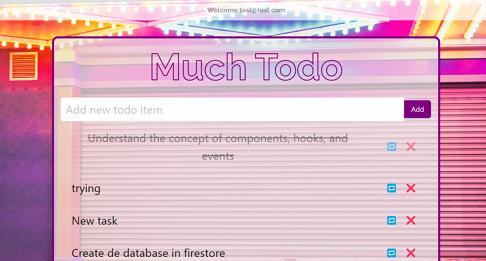 Welcome test@test.com
Much Todo
Add new todo item
Add
Understand the concept of components, hooks, and
events
trying
New task
Create de database in firestore